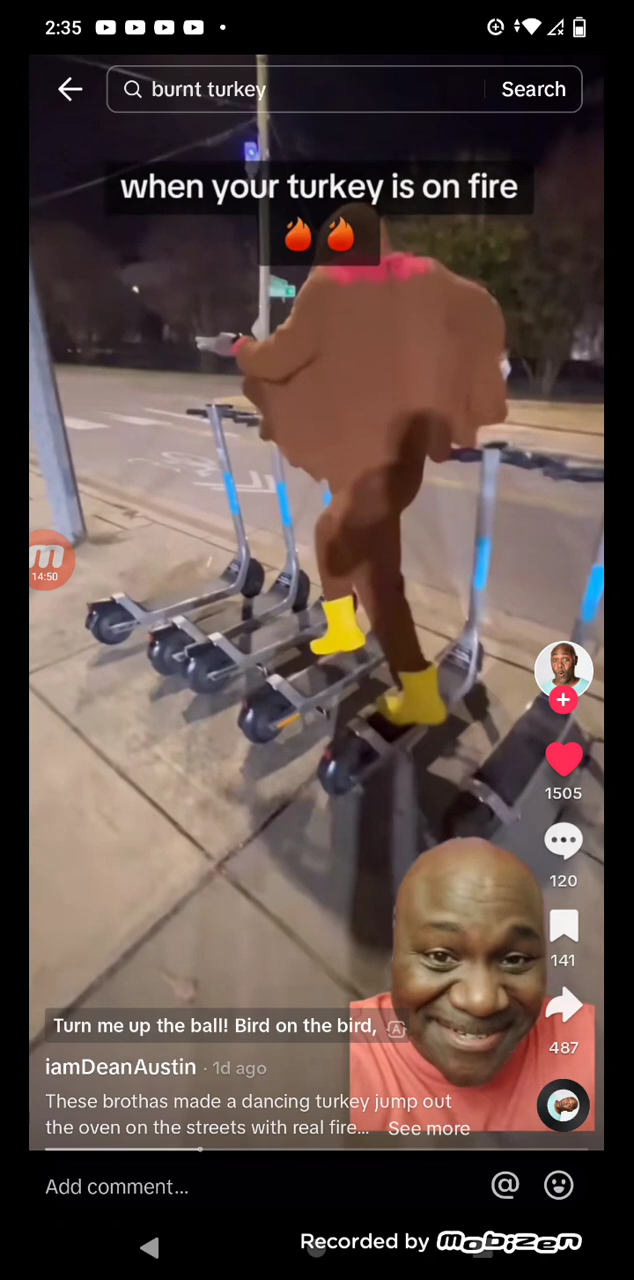 2:35
burnt turkey
Search
when your turkey is on fire
🔥 🔥
m
14:50
1505
120
141
487
Turn me up the ball! Bird on the bird,
A
iamDeanAustin · 1d ago
These brothas made a dancing turkey jump out
the oven on the streets with real fire... See more
Add comment...
@
Recorded by Mobizen